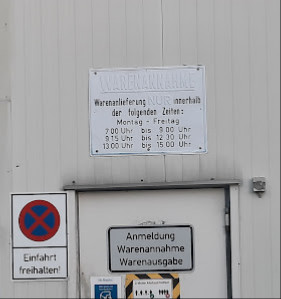 WARENANNAHME
Warenanlieferung NUR innerhalb
der folgenden Zeiten:
Montag - Freitag
7.00 Uhr bis 9.00 Uhr
9.15 Uhr bis 12.30 Uhr
13.00 Uhr bis 15.00 Uhr
Anmeldung
Warenannahme
Warenausgabe
Einfahrt
freihalten!